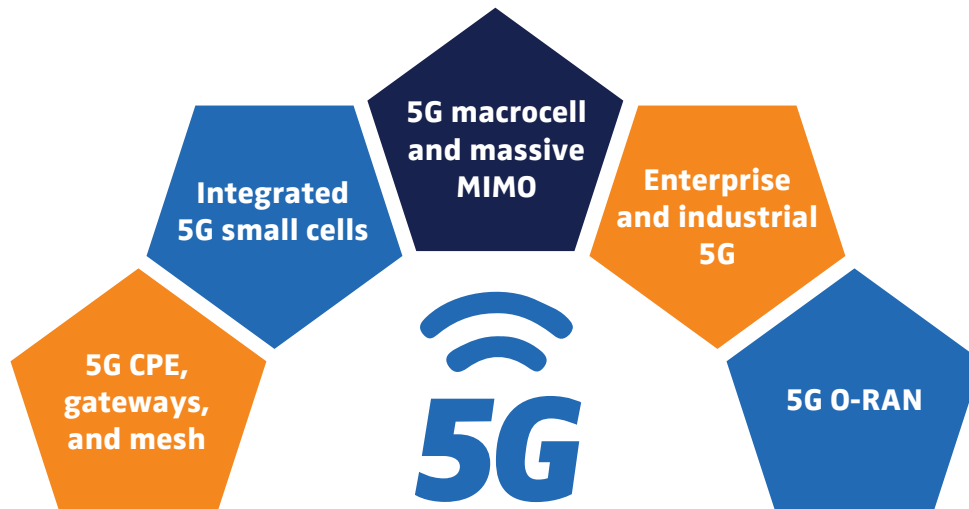 5G macrocell
and massive
MIMO
Integrated
5G small cells
Enterprise
and industrial
5G
5G CPE,
gateways,
and mesh
5G O-RAN
5G